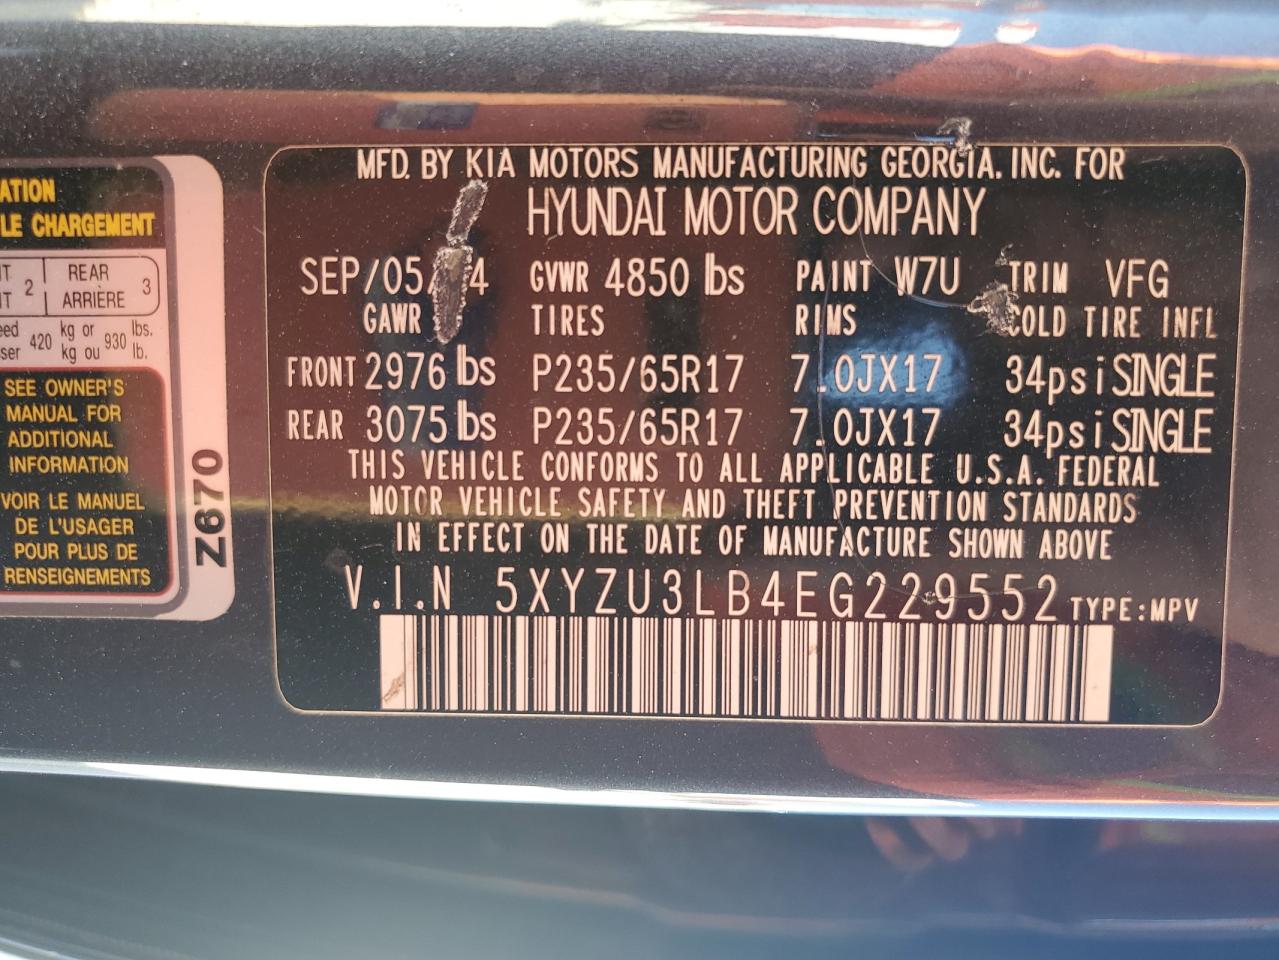 ATION
LE CHARGEMENT
NT 2 REAR 3
NT ARRIÈRE
420 kg or 930 lbs.
kg ou lb.
SEE OWNER'S
MANUAL FOR
ADDITIONAL
INFORMATION
VOIR LE MANUEL
DE L'USAGER
POUR PLUS DE
RENSEIGNEMENTS
Z670
MFD. BY KIA MOTORS MANUFACTURING GEORGIA. INC. FOR
HYUNDAI MOTOR COMPANY
SEP/05/ 4 GVWR 4850 lbs PAINT W7U TRIM VFG
GAWR TIRES RIMS COLD TIRE INFL
FRONT 2976 lbs P235/65R17 7.0JX17 34psi SINGLE
REAR 3075 lbs P235/65R17 7.0JX17 34psi SINGLE
THIS VEHICLE CONFORMS TO ALL APPLICABLE U.S.A. FEDERAL
MOTOR VEHICLE SAFETY AND THEFT PREVENTION STANDARDS
IN EFFECT ON THE DATE OF MANUFACTURE SHOWN ABOVE
V.I.N 5XYZU3LB4EG229552 TYPE:MPV